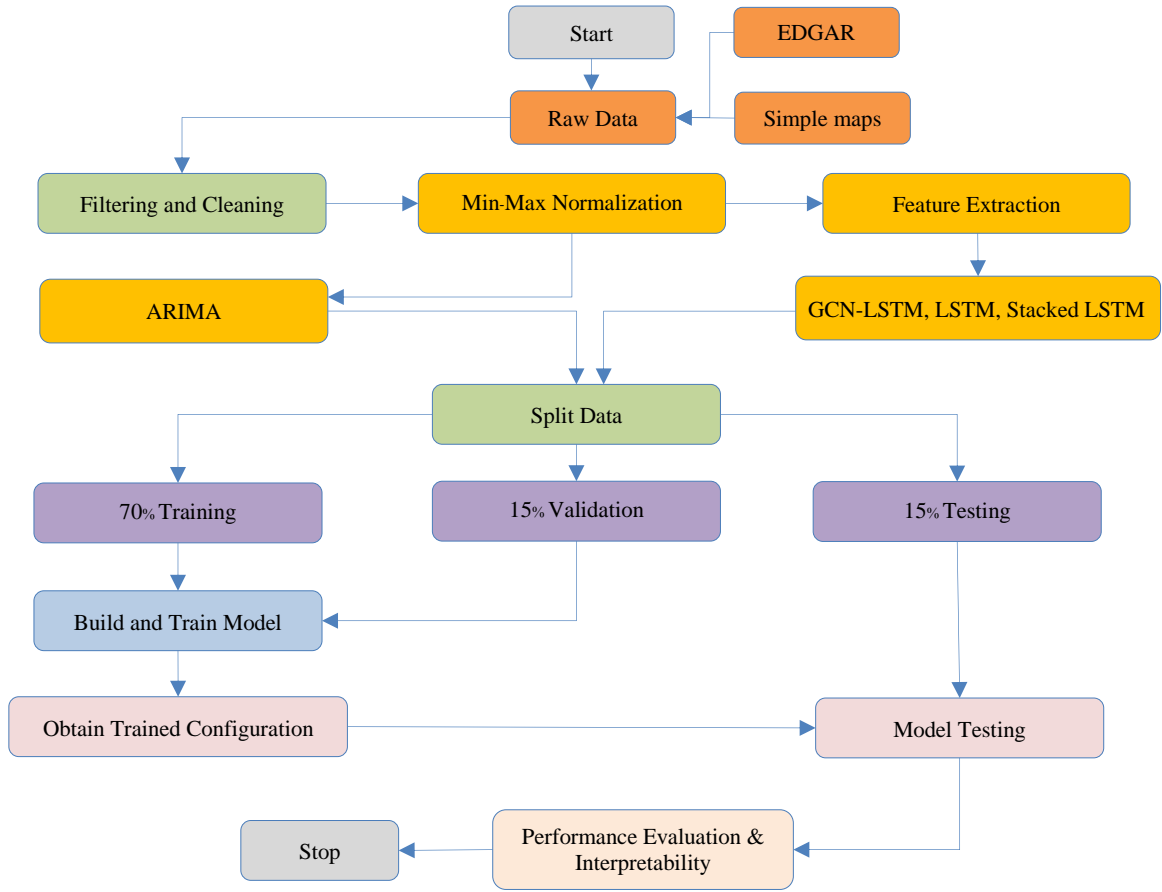 Start
EDGAR
Raw Data
Simple maps
Filtering and Cleaning
Min-Max Normalization
Feature Extraction
ARIMA
GCN-LSTM, LSTM, Stacked LSTM
Split Data
70% Training
15% Validation
15% Testing
Build and Train Model
Obtain Trained Configuration
Model Testing
Stop
Performance Evaluation &
Interpretability